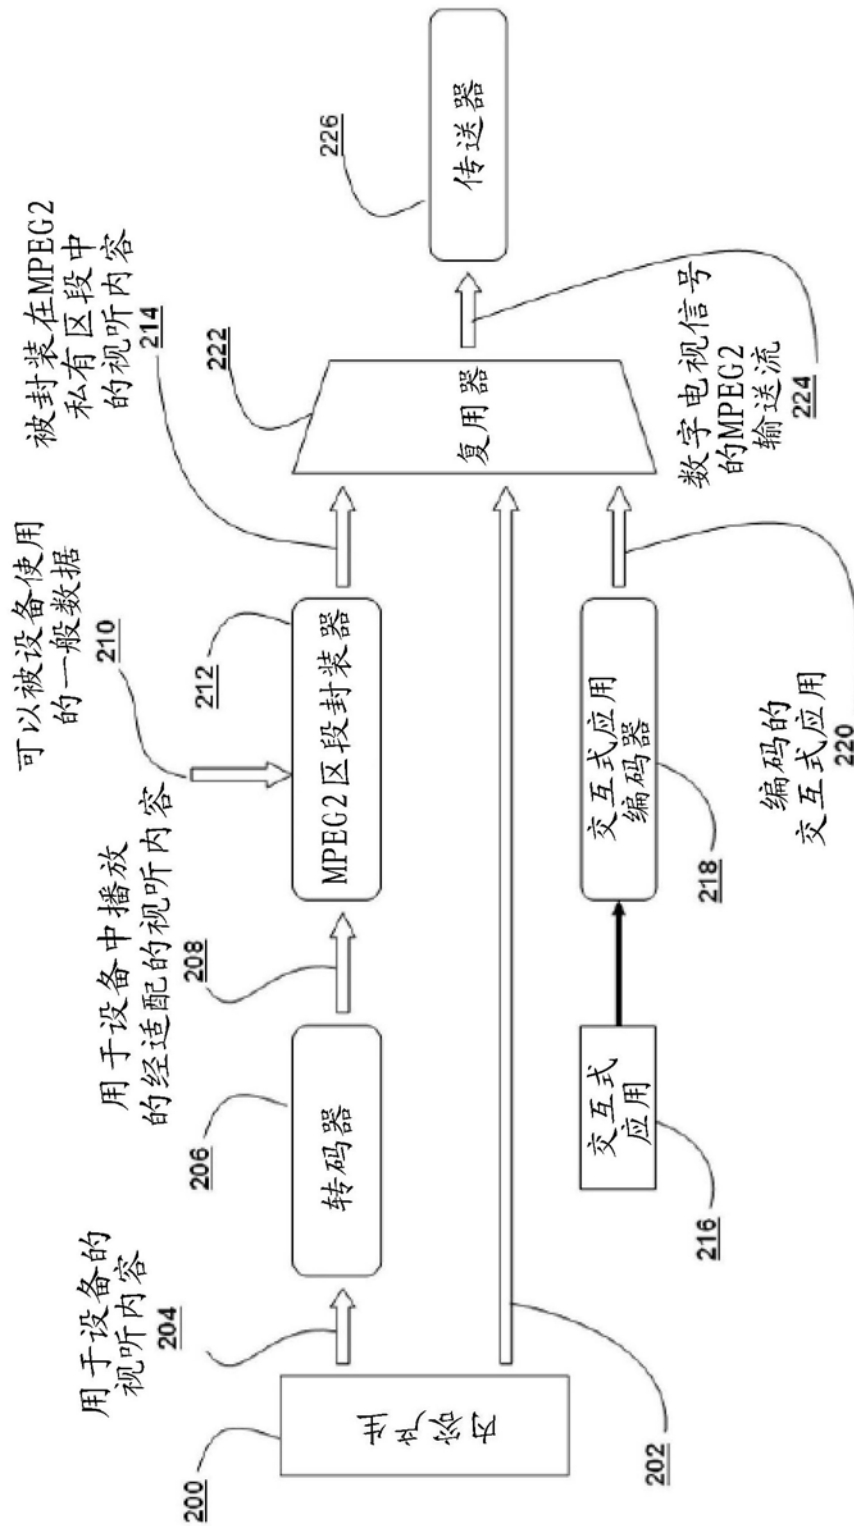 用于设备的
视听内容
204
用于设备中播放
的经适配的视听内容
208
可以被设备使用
的一般数据
210
被封装在MPEG2
私有区段中
的视听内容
214
200
内容产生
206
转码器
212
MPEG2区段封装器
222
复用器
226
传送器
数字电视信号
的MPEG2
输送流
224
202
216
交互式
应用
218
交互式应用
编码器
编码的
交互式应用
220